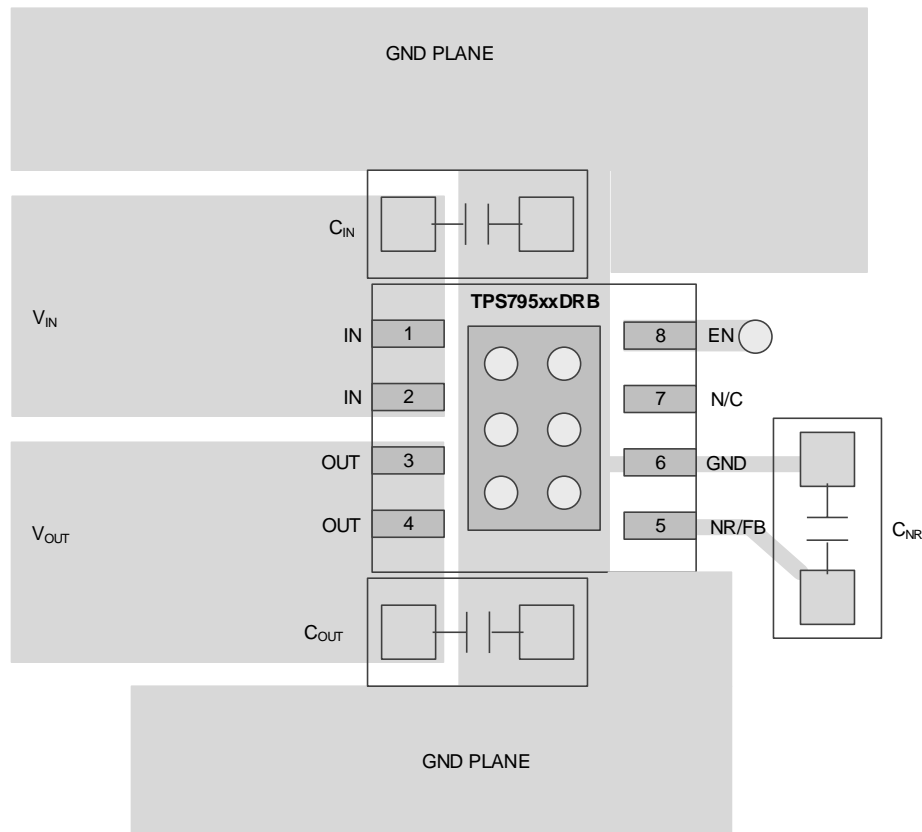 GND PLANE
CIN
TPS795xxDRB
VIN
IN 1 8 EN
IN 2 7 N/C
OUT 3 6 GND
VOUT
OUT 4 5 NR/FB
CNR
COUT
GND PLANE